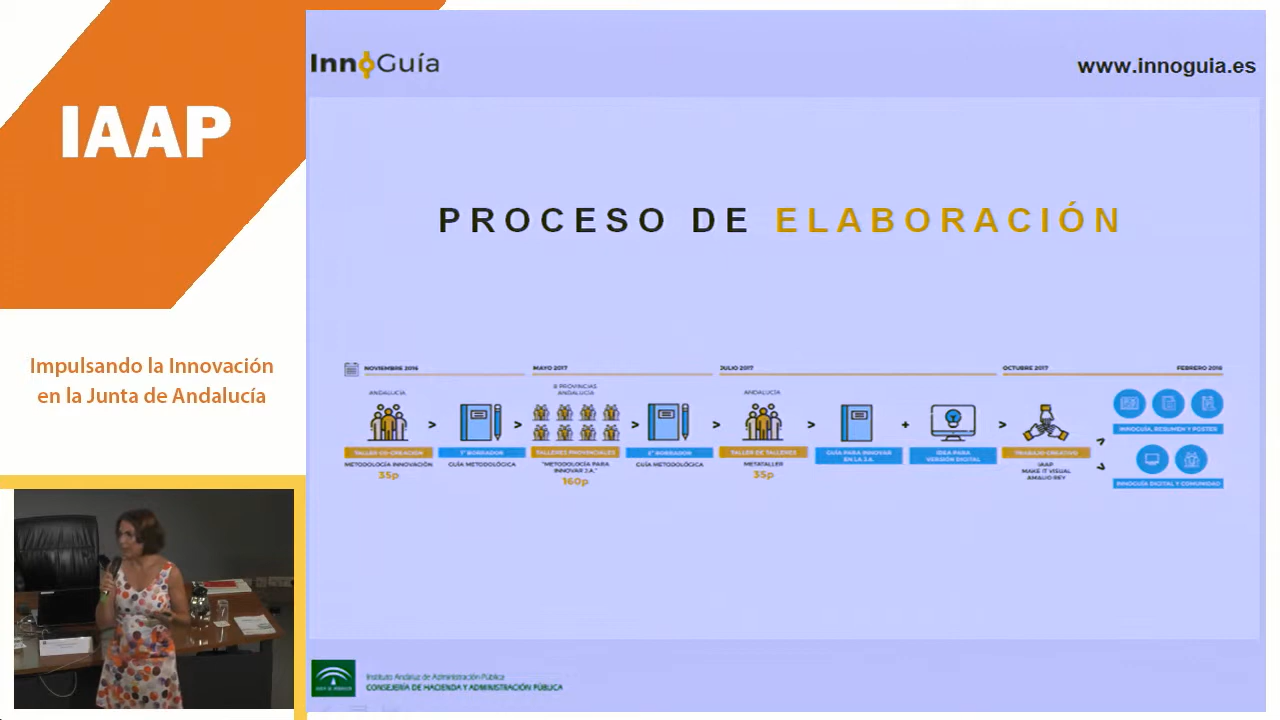 IAAP
Impulsando la Innovación
en la Junta de Andalucía
InnoGuía
www.innoguia.es
PROCESO DE ELABORACIÓN
NOVIEMBRE 2016
MAYO 2017
JULIO 2017
OCTUBRE 2017
FEBRERO 2018
ANDALUCÍA
8 PROVINCIAS
ANDALUCÍA
ANDALUCÍA
TALLER CO-CREACIÓN
1º BORRADOR
TALLERES PROVINCIALES
2º BORRADOR
TALLER DE TALLERES
GUÍA PARA INNOVAR
EN LA J.A.
IDEA PARA
VERSIÓN DIGITAL
TRABAJO CREATIVO
INNOGUÍA, RESUMEN Y POSTER
METODOLOGÍA INNOVACIÓN
35p
GUÍA METODOLÓGICA
"METODOLOGÍA PARA
INNOVAR J.A."
160p
GUÍA METODOLÓGICA
METATALLER
35p
IAAP
MAKE IT VISUAL
AMALIO REY
INNOGUÍA DIGITAL Y COMUNIDAD
Instituto Andaluz de Administración Pública
CONSEJERÍA DE HACIENDA Y ADMINISTRACIÓN PÚBLICA